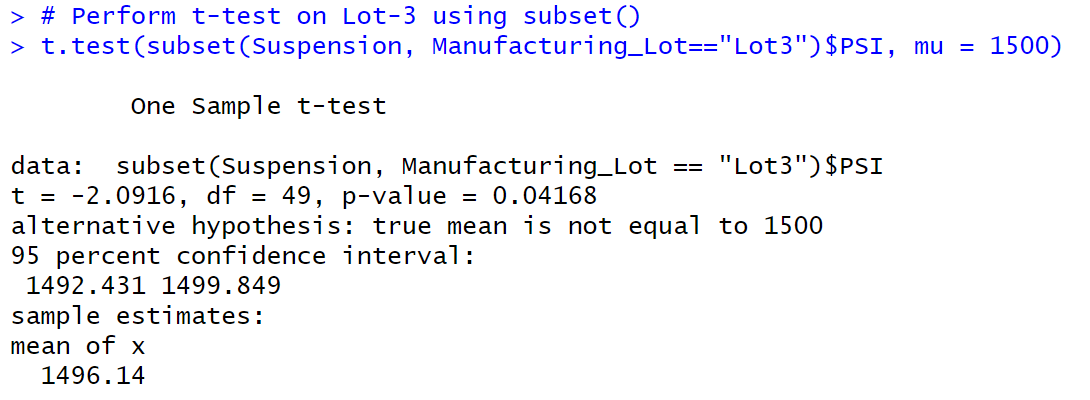 > # Perform t-test on Lot-3 using subset()
> t.test(subset(Suspension, Manufacturing_Lot=="Lot3")$PSI, mu = 1500)
One Sample t-test
data:  subset(Suspension, Manufacturing_Lot == "Lot3")$PSI
t = -2.0916, df = 49, p-value = 0.04168
alternative hypothesis: true mean is not equal to 1500
95 percent confidence interval:
1492.431 1499.849
sample estimates:
mean of x
1496.14